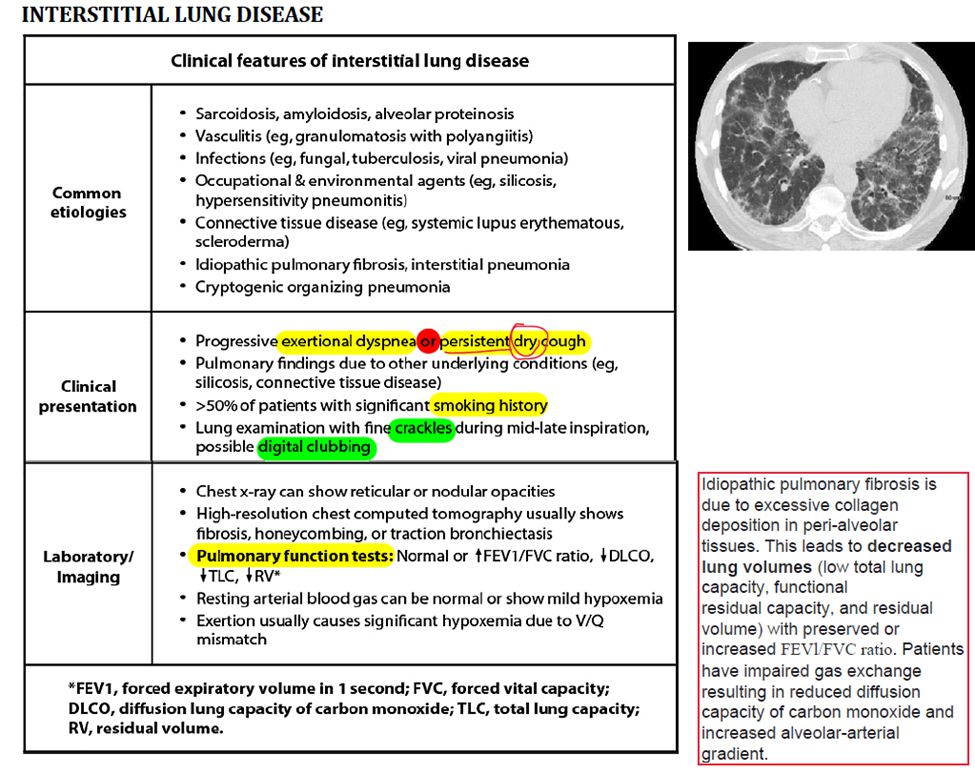 INTERSTITIAL LUNG DISEASE
Clinical features of interstitial lung disease
Common
etiologies
• Sarcoidosis, amyloidosis, alveolar proteinosis
• Vasculitis (eg, granulomatosis with polyangiitis)
• Infections (eg, fungal, tuberculosis, viral pneumonia)
• Occupational & environmental agents (eg, silicosis,
hypersensitivity pneumonitis)
• Connective tissue disease (eg, systemic lupus erythematous,
scleroderma)
• Idiopathic pulmonary fibrosis, interstitial pneumonia
• Cryptogenic organizing pneumonia
Clinical
presentation
• Progressive exertional dyspnea or persistent dry cough
• Pulmonary findings due to other underlying conditions (eg,
silicosis, connective tissue disease)
• >50% of patients with significant smoking history
• Lung examination with fine crackles during mid-late inspiration,
possible digital clubbing
Laboratory/
Imaging
• Chest x-ray can show reticular or nodular opacities
• High-resolution chest computed tomography usually shows
fibrosis, honeycombing, or traction bronchiectasis
• Pulmonary function tests: Normal or ↑FEV1/FVC ratio, ↓DLCO,
↓TLC, ↓RV*
• Resting arterial blood gas can be normal or show mild hypoxemia
• Exertion usually causes significant hypoxemia due to V/Q
mismatch
*FEV1, forced expiratory volume in 1 second; FVC, forced vital capacity;
DLCO, diffusion lung capacity of carbon monoxide; TLC, total lung capacity;
RV, residual volume.
Idiopathic pulmonary fibrosis is
due to excessive collagen
deposition in peri-alveolar
tissues. This leads to decreased
lung volumes (low total lung
capacity, functional
residual capacity, and residual
volume) with preserved or
increased FEVl/FVC ratio. Patients
have impaired gas exchange
resulting in reduced diffusion
capacity of carbon monoxide and
increased alveolar-arterial
gradient.